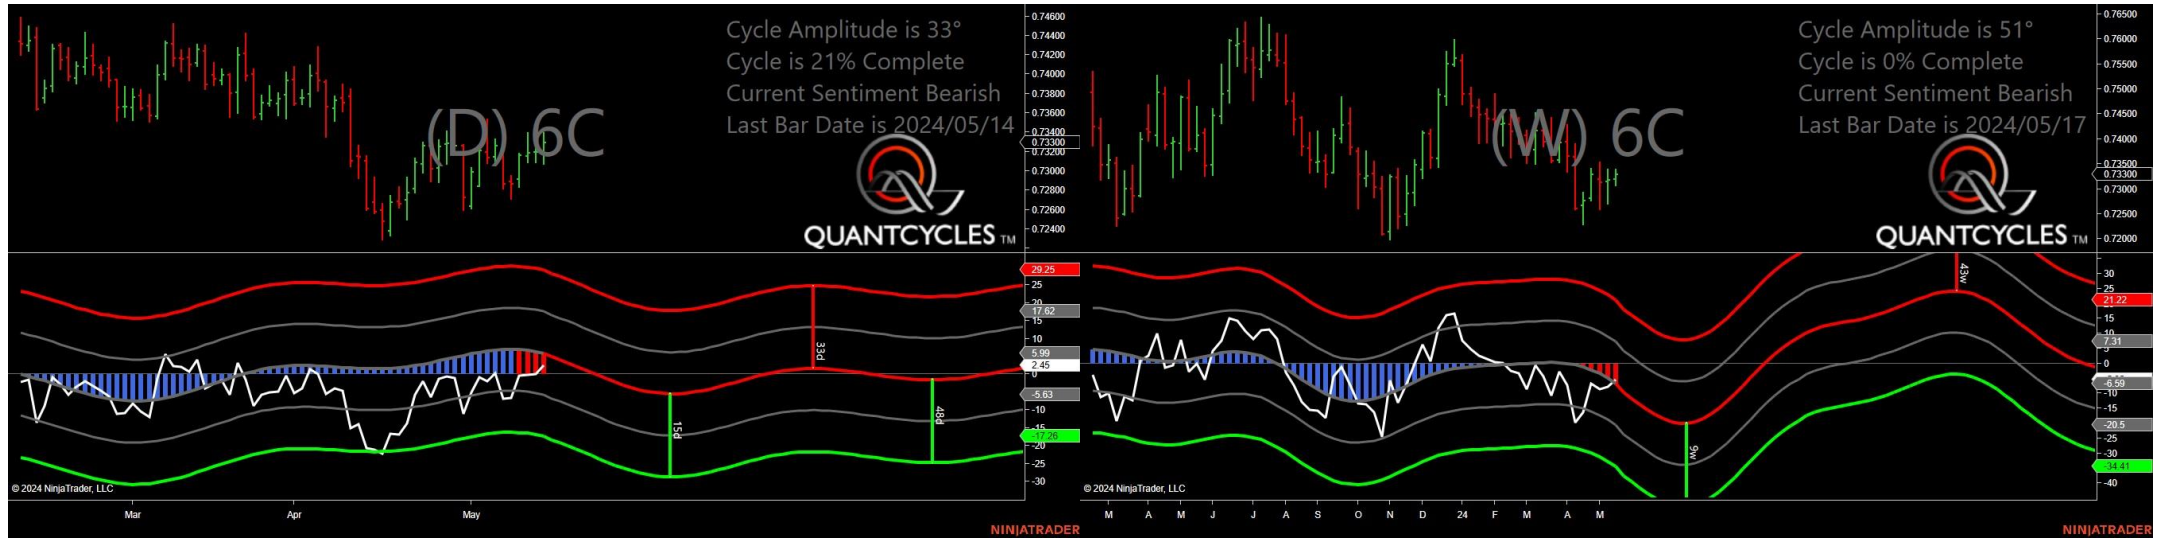 Cycle Amplitude is 33°
Cycle is 21% Complete
Current Sentiment Bearish
Last Bar Date is 2024/05/14
(D) 6C
QUANTCYCLES TM
0.74600
0.74400
0.74200
0.74000
0.73800
0.73600
0.73400
0.73300
0.73200
0.73000
0.72800
0.72600
0.72400
29.25
25
20
17.62
15
10
5.99
2.45
0
-5.63
-10
-15
-17.26
-20
-25
-30
33d
15d
48d
© 2024 NinjaTrader, LLC
Mar Apr May
NINJATRADER
Cycle Amplitude is 51°
Cycle is 0% Complete
Current Sentiment Bearish
Last Bar Date is 2024/05/17
(W) 6C
QUANTCYCLES TM
0.76500
0.76000
0.75500
0.75000
0.74500
0.74000
0.73500
0.73300
0.73000
0.72500
0.72000
30
25
21.22
15
10
7.31
5
0
-6.59
-10
-15
-20.5
-25
-30
-34.41
-40
43w
9w
© 2024 NinjaTrader, LLC
M A M J J A S O N D 24 F M A M
NINJATRADER